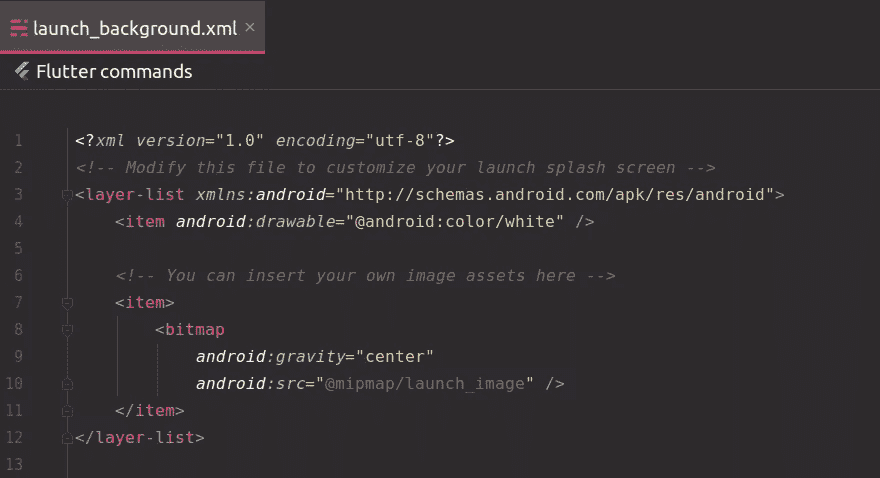 launch_background.xml ×
Flutter commands
1 <?xml version="1.0" encoding="utf-8"?>
2 <!-- Modify this file to customize your launch splash screen -->
3 <layer-list xmlns:android="http://schemas.android.com/apk/res/android">
4     <item android:drawable="@android:color/white" />
5
6     <!-- You can insert your own image assets here -->
7     <item>
8         <bitmap
9             android:gravity="center"
10             android:src="@mipmap/launch_image" />
11     </item>
12 </layer-list>
13